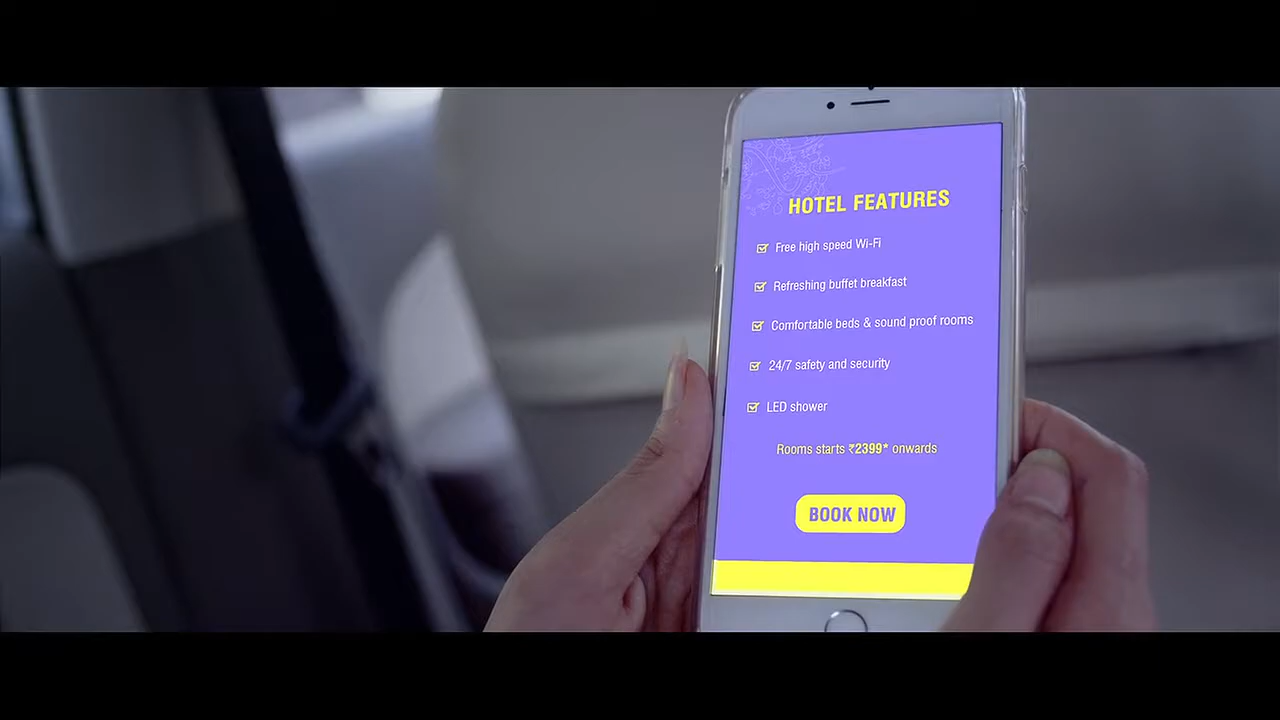 HOTEL FEATURES
Free high speed Wi-Fi
Refreshing buffet breakfast
Comfortable beds & sound proof rooms
24/7 safety and security
LED shower
Rooms starts ₹2399* onwards
BOOK NOW